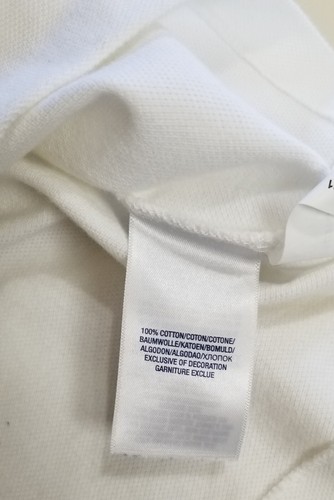 100% COTTON/COTON/COTONE/
BAUMWOLLE/KATOEN/BOMULD/
ALGODON/ALGODAO/ХЛОПОК
EXCLUSIVE OF DECORATION
GARNITURE EXCLUE